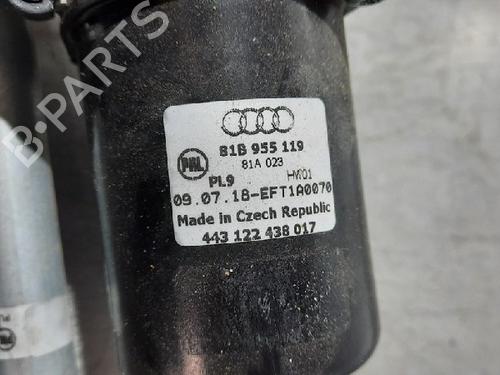 B-PARTS
81B 955 119
PAL
81A 023
PL9
HW01
09.07.18-EFT1A0070
Made in Czech Republic
443 122 438 017